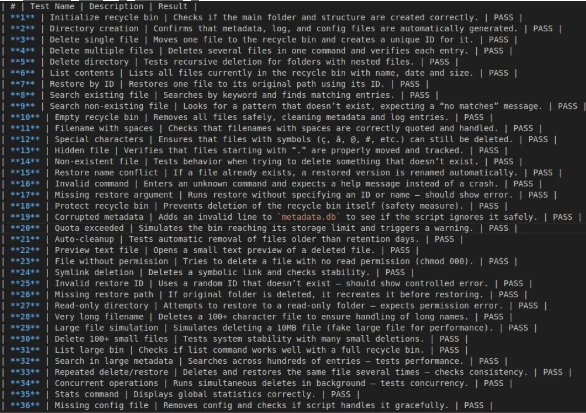 | # | Test Name | Description | Result |
| **1** | Initialize recycle bin | Checks if the main folder and structure are created correctly. | PASS |
| **2** | Directory creation | Confirms that metadata, log, and config files are automatically generated. | PASS |
| **3** | Delete single file | Moves one file to the recycle bin and creates a unique ID for it. | PASS |
| **4** | Delete multiple files | Deletes several files in one command and verifies each entry. | PASS |
| **5** | Delete directory | Tests recursive deletion for folders with nested files. | PASS |
| **6** | List contents | Lists all files currently in the recycle bin with name, date and size. | PASS |
| **7** | Restore by ID | Restores one file to its original path using its ID. | PASS |
| **8** | Search existing file | Searches by keyword and finds matching entries. | PASS |
| **9** | Search non-existing file | Looks for a pattern that doesn’t exist, expecting a “no matches” message. | PASS |
| **10** | Empty recycle bin | Removes all files safely, cleaning metadata and log entries. | PASS |
| **11** | Filename with spaces | Checks that filenames with spaces are correctly quoted and handled. | PASS |
| **12** | Special characters | Ensures that files with symbols (ç, ã, @, #, etc.) can still be deleted. | PASS |
| **13** | Hidden file | Verifies that files starting with “.” are properly moved and tracked. | PASS |
| **14** | Non-existent file | Tests behavior when trying to delete something that doesn’t exist. | PASS |
| **15** | Restore name conflict | If a file already exists, a restored version is renamed automatically. | PASS |
| **16** | Invalid command | Enters an unknown command and expects a help message instead of a crash. | PASS |
| **17** | Missing restore argument | Runs restore without specifying an ID or name — should show error. | PASS |
| **18** | Protect recycle bin | Prevents deletion of the recycle bin itself (safety measure). | PASS |
| **19** | Corrupted metadata | Adds an invalid line to `metadata.db` to see if the script ignores it safely. | PASS |
| **20** | Quota exceeded | Simulates the bin reaching its storage limit and triggers a warning. | PASS |
| **21** | Auto-cleanup | Tests automatic removal of files older than retention days. | PASS |
| **22** | Preview text file | Opens a small text preview of a deleted file. | PASS |
| **23** | File without permission | Tries to delete a file with no read permission (chmod 000). | PASS |
| **24** | Symlink deletion | Deletes a symbolic link and checks stability. | PASS |
| **25** | Invalid restore ID | Uses a random ID that doesn’t exist — should show controlled error. | PASS |
| **26** | Missing restore path | If original folder is deleted, it recreates it before restoring. | PASS |
| **27** | Read-only directory | Attempts to restore to a read-only folder — expects permission error. | PASS |
| **28** | Very long filename | Deletes a 100+ character file to ensure handling of long names. | PASS |
| **29** | Large file simulation | Simulates deleting a 10MB file (fake large file for performance). | PASS |
| **30** | Delete 100+ small files | Tests system stability with many small deletions. | PASS |
| **31** | List large bin | Checks if list command works well with a full recycle bin. | PASS |
| **32** | Search in large metadata | Searches across hundreds of entries — tests performance. | PASS |
| **33** | Repeated delete/restore | Deletes and restores the same file several times — checks consistency. | PASS |
| **34** | Concurrent operations | Runs simultaneous deletes in background — tests concurrency. | PASS |
| **35** | Stats command | Displays global statistics correctly. | PASS |
| **36** | Missing config file | Removes config and checks if script handles it gracefully. | PASS |